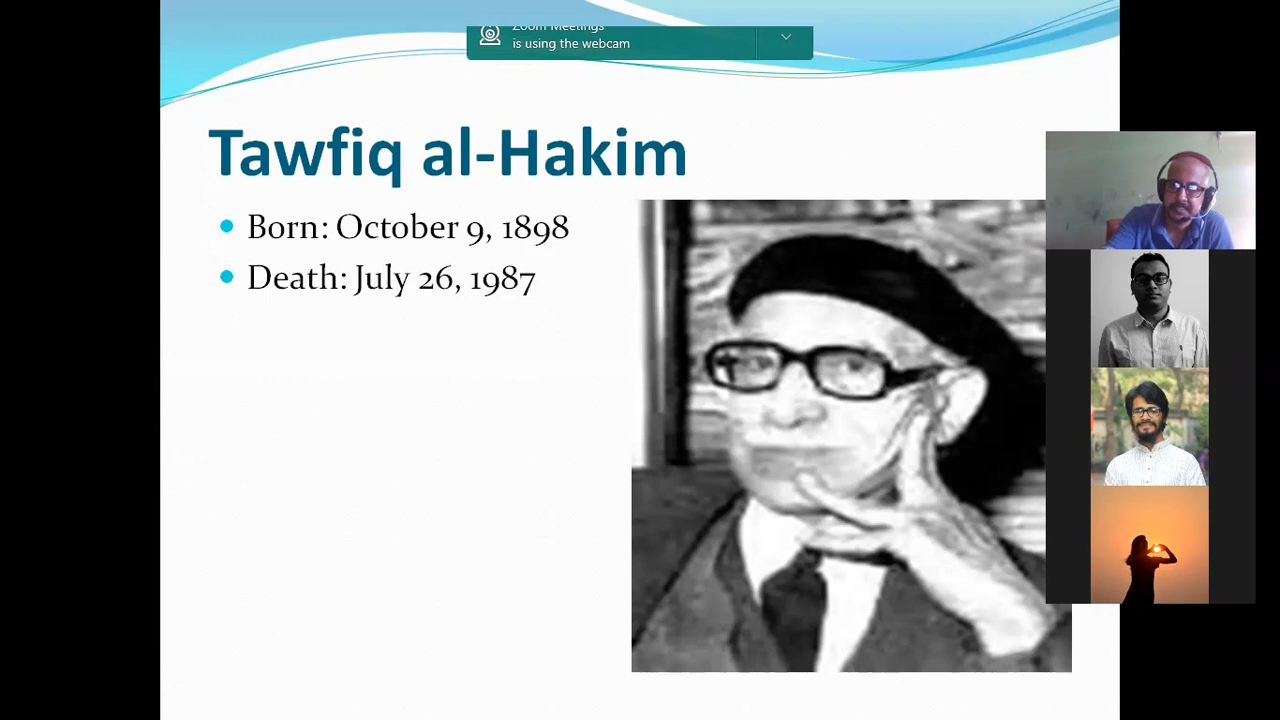 Zoom Meetings
is using the webcam
Tawfiq al-Hakim
Born: October 9, 1898
Death: July 26, 1987